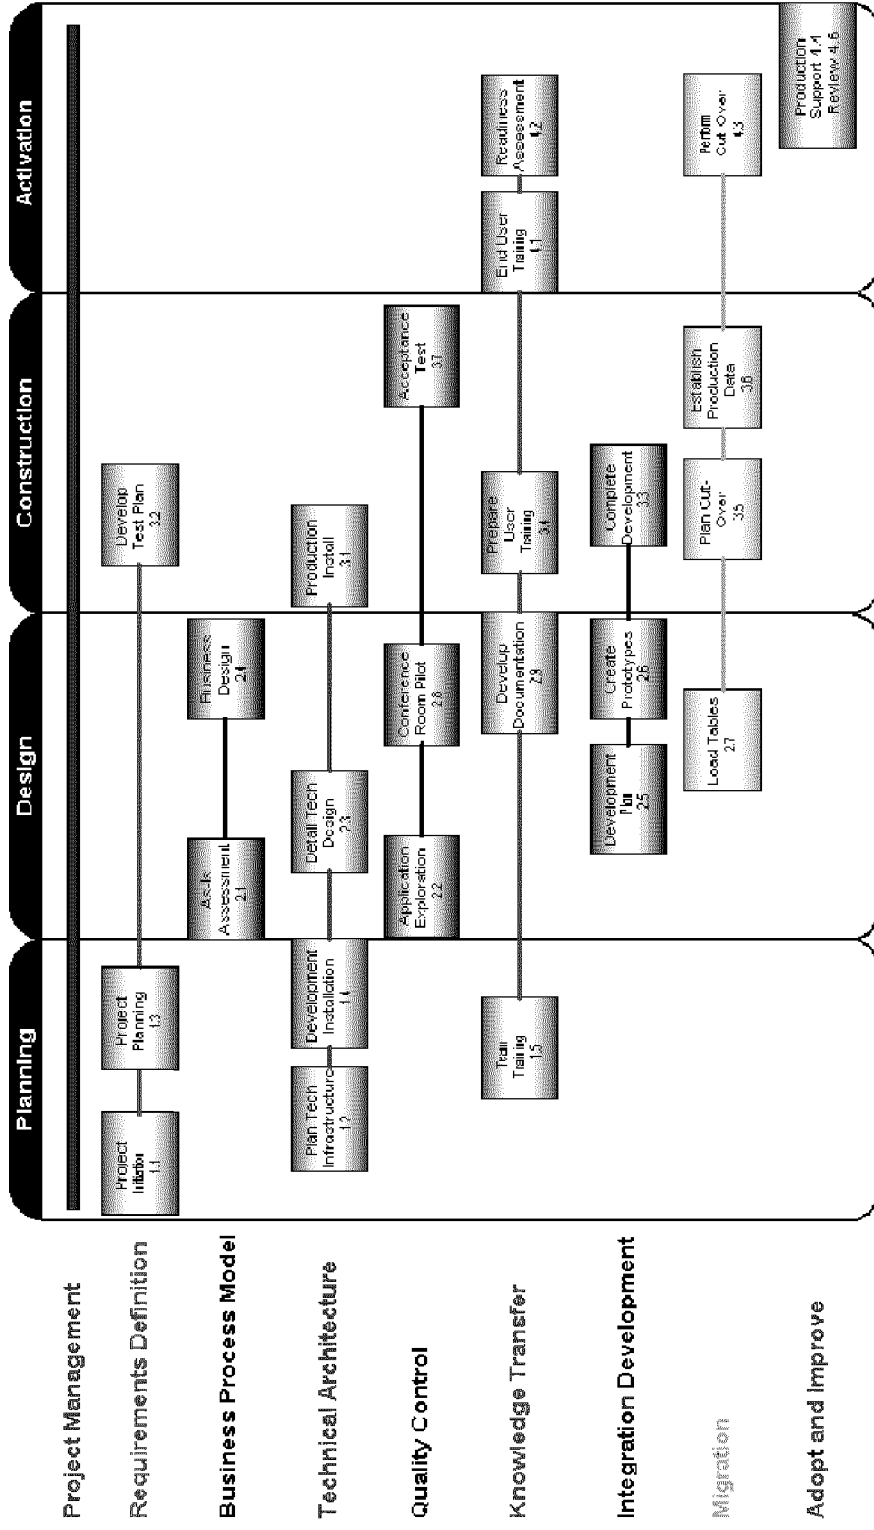 Planning
Design
Construction
Activation
Project Management
Requirements Definition
Project
Initiation
1.1
Project
Planning
1.3
Develop
Test Plan
3.2
Business Process Model
As-Is
Assessment
2.1
Business
Design
2.4
Technical Architecture
Plan Tech
Infrastructure
1.2
Development
Installation
1.4
Detail Tech
Design
2.3
Production
Install
3.1
Quality Control
Application
Exploration
2.2
Conference
Room Pilot
2.8
Acceptance
Test
3.7
Knowledge Transfer
Team
Training
1.5
Develop
Documentation
2.9
Prepare
User
Training
3.4
End User
Training
4.1
Readiness
Assessment
4.2
Integration Development
Development
Plan
2.5
Create
Prototypes
2.6
Complete
Development
3.3
Migration
Load Tables
2.7
Plan Cut-
Over
3.5
Establish
Production
Data
3.6
Perform
Cut-Over
4.3
Adopt and Improve
Production
Support 4.4
Review 4.5